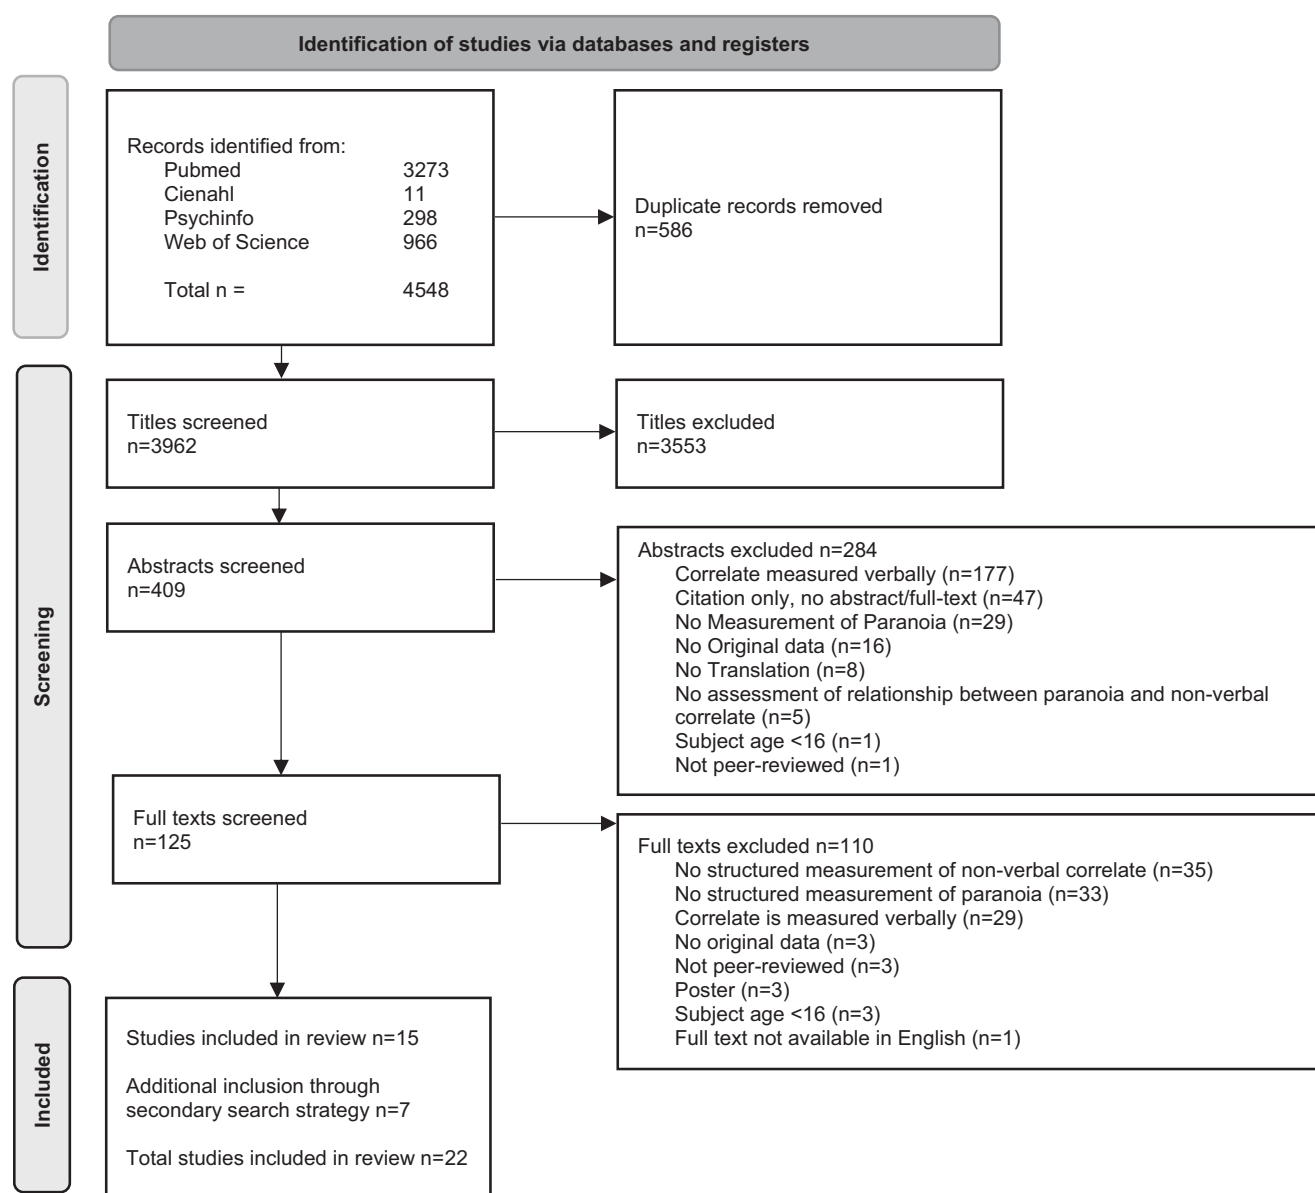 Identification of studies via databases and registers
Identification
Records identified from:
Pubmed 3273
Cienahl 11
Psychinfo 298
Web of Science 966
Total n = 4548
Duplicate records removed
n=586
Screening
Titles screened
n=3962
Titles excluded
n=3553
Abstracts screened
n=409
Abstracts excluded n=284
Correlate measured verbally (n=177)
Citation only, no abstract/full-text (n=47)
No Measurement of Paranoia (n=29)
No Original data (n=16)
No Translation (n=8)
No assessment of relationship between paranoia and non-verbal
correlate (n=5)
Subject age <16 (n=1)
Not peer-reviewed (n=1)
Full texts screened
n=125
Full texts excluded n=110
No structured measurement of non-verbal correlate (n=35)
No structured measurement of paranoia (n=33)
Correlate is measured verbally (n=29)
No original data (n=3)
Not peer-reviewed (n=3)
Poster (n=3)
Subject age <16 (n=3)
Full text not available in English (n=1)
Included
Studies included in review n=15
Additional inclusion through
secondary search strategy n=7
Total studies included in review n=22